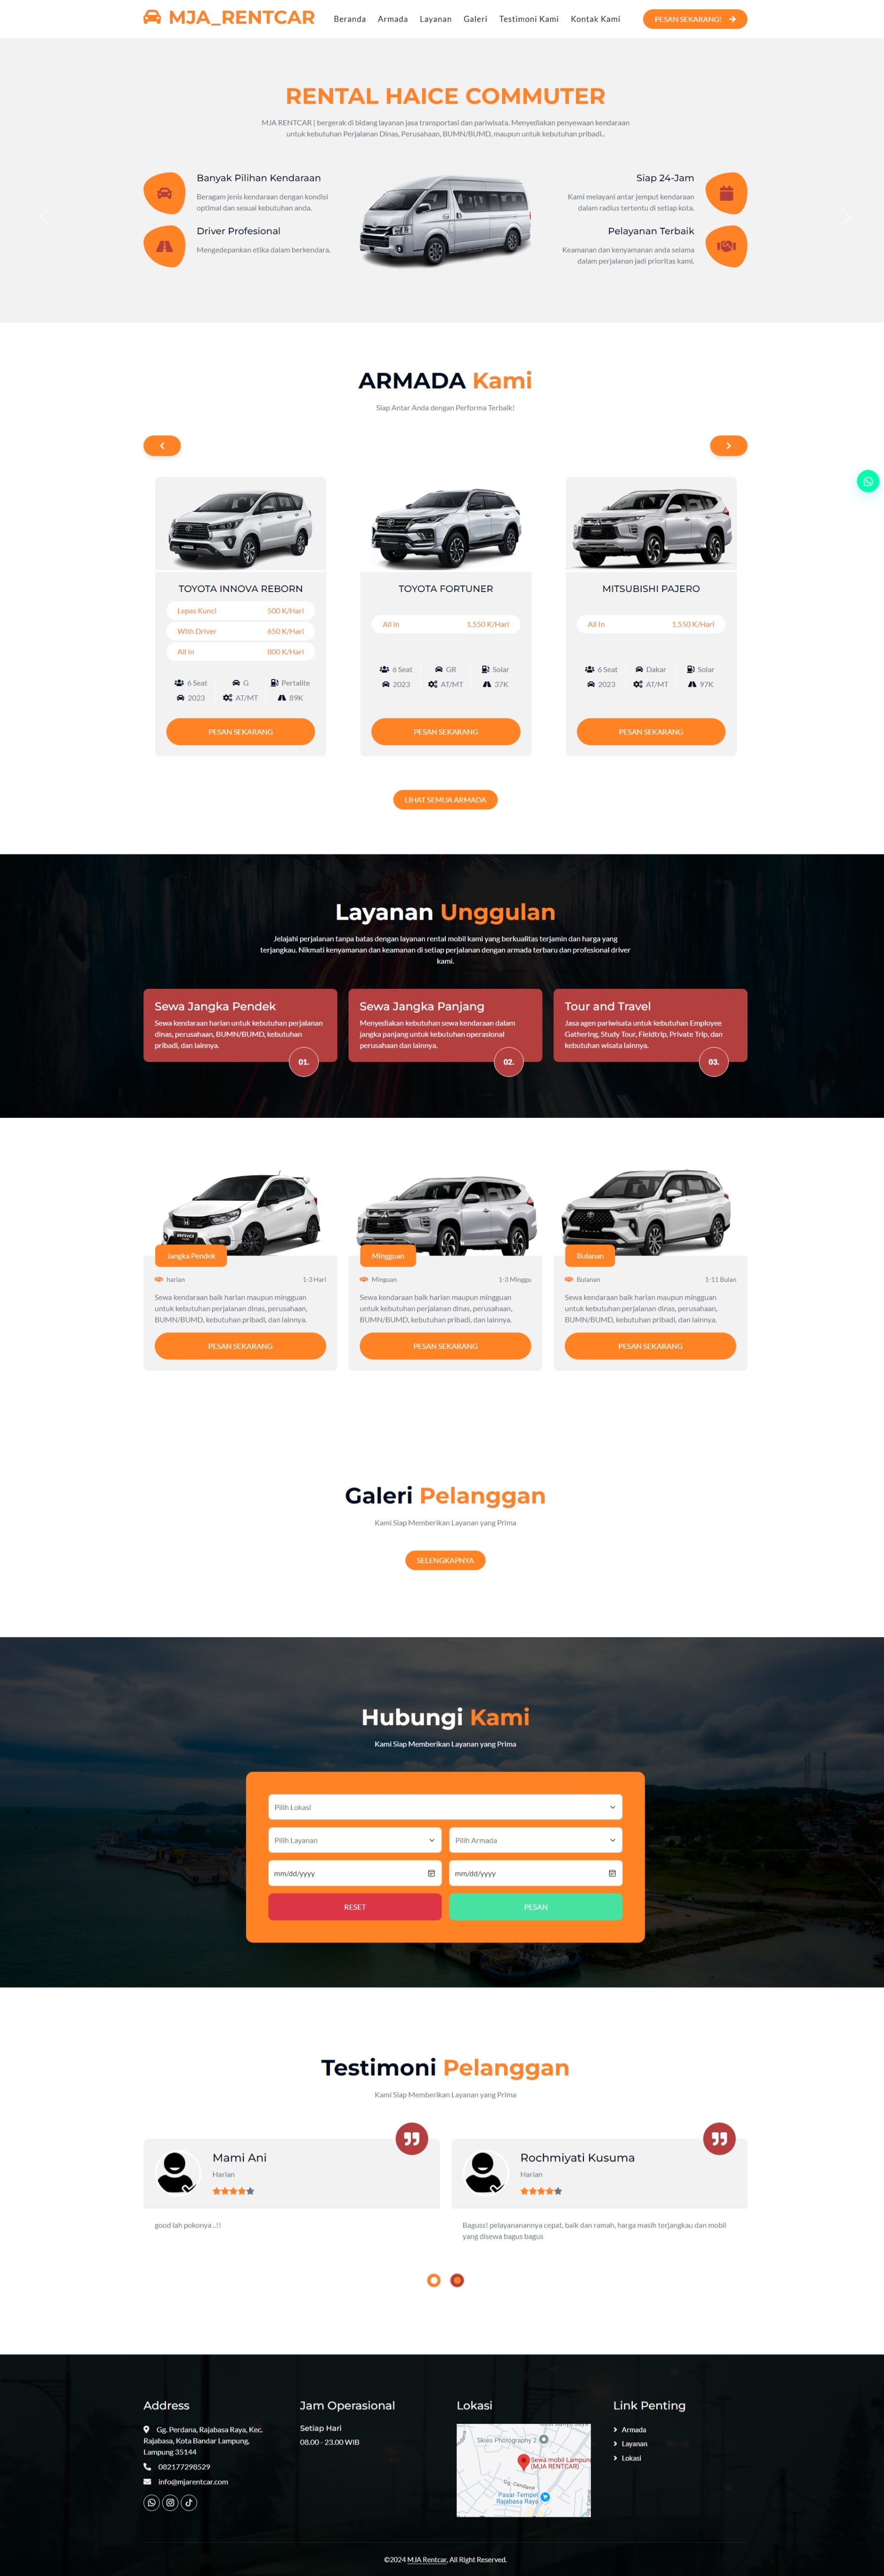 MJA_RENTCAR
Beranda Armada Layanan Galeri Testimoni Kami Kontak Kami
PESAN SEKARANG!
RENTAL HAICE COMMUTER
MJA RENTCAR | bergerak di bidang layanan jasa transportasi dan pariwisata. Menyediakan penyewaan kendaraan
untuk kebutuhan Perjalanan Dinas, Perusahaan, BUMN/BUMD, maupun untuk kebutuhan pribadi..
Banyak Pilihan Kendaraan
Beragam jenis kendaraan dengan kondisi
optimal dan sesuai kebutuhan anda.
Driver Profesional
Mengedepankan etika dalam berkendara.
Siap 24-Jam
Kami melayani antar jemput kendaraan
dalam radius tertentu di setiap kota.
Pelayanan Terbaik
Keamanan dan kenyamanan anda selama
dalam perjalanan jadi prioritas kami.
ARMADA Kami
Siap Antar Anda dengan Performa Terbaik!
TOYOTA INNOVA REBORN
Lepas Kunci 500 K/Hari
With Driver 650 K/Hari
All In 800 K/Hari
6 Seat G Pertalite
2023 AT/MT 89K
PESAN SEKARANG
TOYOTA FORTUNER
All In 1.550 K/Hari
6 Seat GR Solar
2023 AT/MT 37K
PESAN SEKARANG
MITSUBISHI PAJERO
All In 1.550 K/Hari
6 Seat Dakar Solar
2023 AT/MT 97K
PESAN SEKARANG
LIHAT SEMUA ARMADA
Layanan Unggulan
Jelajahi perjalanan tanpa batas dengan layanan rental mobil kami yang berkualitas terjamin dan harga yang
terjangkau. Nikmati kenyamanan dan keamanan di setiap perjalanan dengan armada terbaru dan profesional driver
kami.
Sewa Jangka Pendek
Sewa kendaraan harian untuk kebutuhan perjalanan
dinas, perusahaan, BUMN/BUMD, kebutuhan
pribadi, dan lainnya.
01.
Sewa Jangka Panjang
Menyediakan kebutuhan sewa kendaraan dalam
jangka panjang untuk kebutuhan operasional
perusahaan dan lainnya.
02.
Tour and Travel
Jasa agen pariwisata untuk kebutuhan Employee
Gathering, Study Tour, Fieldtrip, Private Trip, dan
kebutuhan wisata lainnya.
03.
Jangka Pendek
harian 1-3 Hari
Sewa kendaraan baik harian maupun mingguan
untuk kebutuhan perjalanan dinas, perusahaan,
BUMN/BUMD, kebutuhan pribadi, dan lainnya.
PESAN SEKARANG
Mingguan
Minguan 1-3 Minggu
Sewa kendaraan baik harian maupun mingguan
untuk kebutuhan perjalanan dinas, perusahaan,
BUMN/BUMD, kebutuhan pribadi, dan lainnya.
PESAN SEKARANG
Bulanan
Bulanan 1-11 Bulan
Sewa kendaraan baik harian maupun mingguan
untuk kebutuhan perjalanan dinas, perusahaan,
BUMN/BUMD, kebutuhan pribadi, dan lainnya.
PESAN SEKARANG
Galeri Pelanggan
Kami Siap Memberikan Layanan yang Prima
SELENGKAPNYA
Hubungi Kami
Kami Siap Memberikan Layanan yang Prima
Pilih Lokasi
Pilih Layanan Pilih Armada
mm/dd/yyyy mm/dd/yyyy
RESET PESAN
Testimoni Pelanggan
Kami Siap Memberikan Layanan yang Prima
Mami Ani
Harian
good lah pokonya ..!!
Rochmiyati Kusuma
Harian
Baguss! pelayananannya cepat, baik dan ramah, harga masih terjangkau dan mobil
yang disewa bagus bagus
Address
Gg. Perdana, Rajabasa Raya, Kec.
Rajabasa, Kota Bandar Lampung,
Lampung 35144
082177298529
info@mjarentcar.com
Jam Operasional
Setiap Hari
08.00 - 23.00 WIB
Lokasi
Skies Photography 2
Sewa mobil Lampung
(MJA RENTCAR)
Gg. Cendana
Pasar Tempel
Rajabasa Raya
Link Penting
Armada
Layanan
Lokasi
©2024 MJA Rentcar, All Right Reserved.